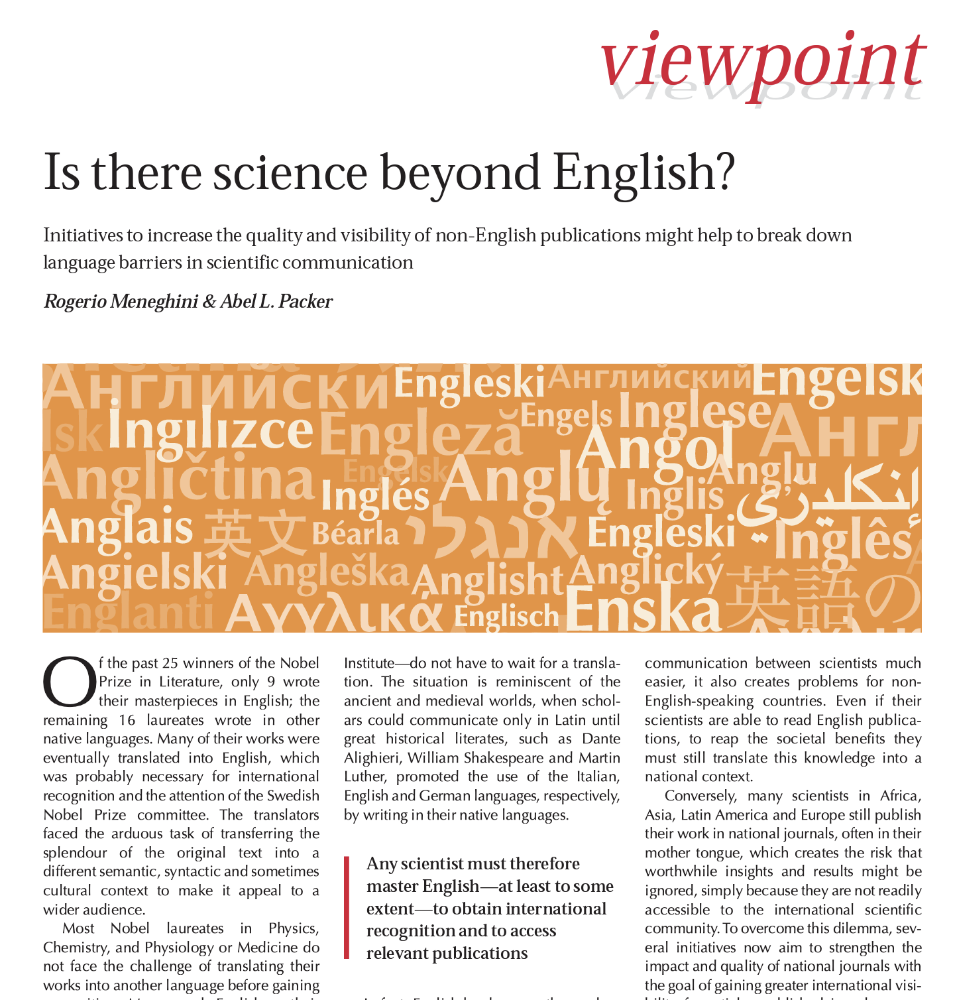 viewpoint
Is there science beyond English?
Initiatives to increase the quality and visibility of non-English publications might help to break down
language barriers in scientific communication
Rogerio Meneghini & Abel L. Packer
Английски Engleski Английский Engelsk
lsk İngılızce Engleză Engels Inglese Англ
Angličtina Engelsk Anglų Angol Angļu
Inglés Inglis إنكليزي
Anglais 英文 Béarla אנגלי Engleski Inglês
Angielski Angleška Anglisht Anglický 英語の
Englanti Αγγλικά Englisch Enska
Of the past 25 winners of the Nobel
Prize in Literature, only 9 wrote
their masterpieces in English; the
remaining 16 laureates wrote in other
native languages. Many of their works were
eventually translated into English, which
was probably necessary for international
recognition and the attention of the Swedish
Nobel Prize committee. The translators
faced the arduous task of transferring the
splendour of the original text into a
different semantic, syntactic and sometimes
cultural context to make it appeal to a
wider audience.
Most Nobel laureates in Physics,
Chemistry, and Physiology or Medicine do
not face the challenge of translating their
works into another language before gaining
Institute—do not have to wait for a transla-
tion. The situation is reminiscent of the
ancient and medieval worlds, when schol-
ars could communicate only in Latin until
great historical literates, such as Dante
Alighieri, William Shakespeare and Martin
Luther, promoted the use of the Italian,
English and German languages, respectively,
by writing in their native languages.
Any scientist must therefore
master English—at least to some
extent—to obtain international
recognition and to access
relevant publications
communication between scientists much
easier, it also creates problems for non-
English-speaking countries. Even if their
scientists are able to read English publica-
tions, to reap the societal benefits they
must still translate this knowledge into a
national context.
Conversely, many scientists in Africa,
Asia, Latin America and Europe still publish
their work in national journals, often in their
mother tongue, which creates the risk that
worthwhile insights and results might be
ignored, simply because they are not readily
accessible to the international scientific
community. To overcome this dilemma, sev-
eral initiatives now aim to strengthen the
impact and quality of national journals with
the goal of gaining greater international visi-